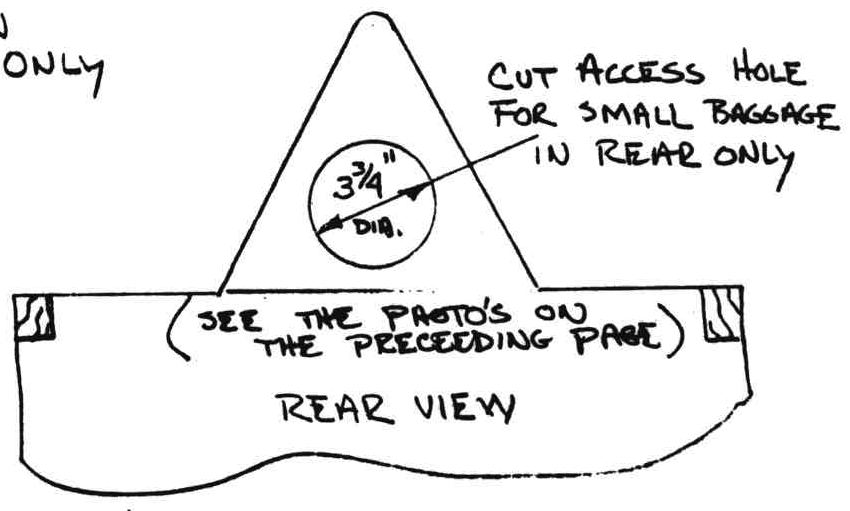 ONLY
CUT ACCESS HOLE
FOR SMALL BAGGAGE
IN REAR ONLY
3 3/4"
DIA.
(SEE THE PHOTO'S ON
THE PRECEEDING PAGE)
REAR VIEW